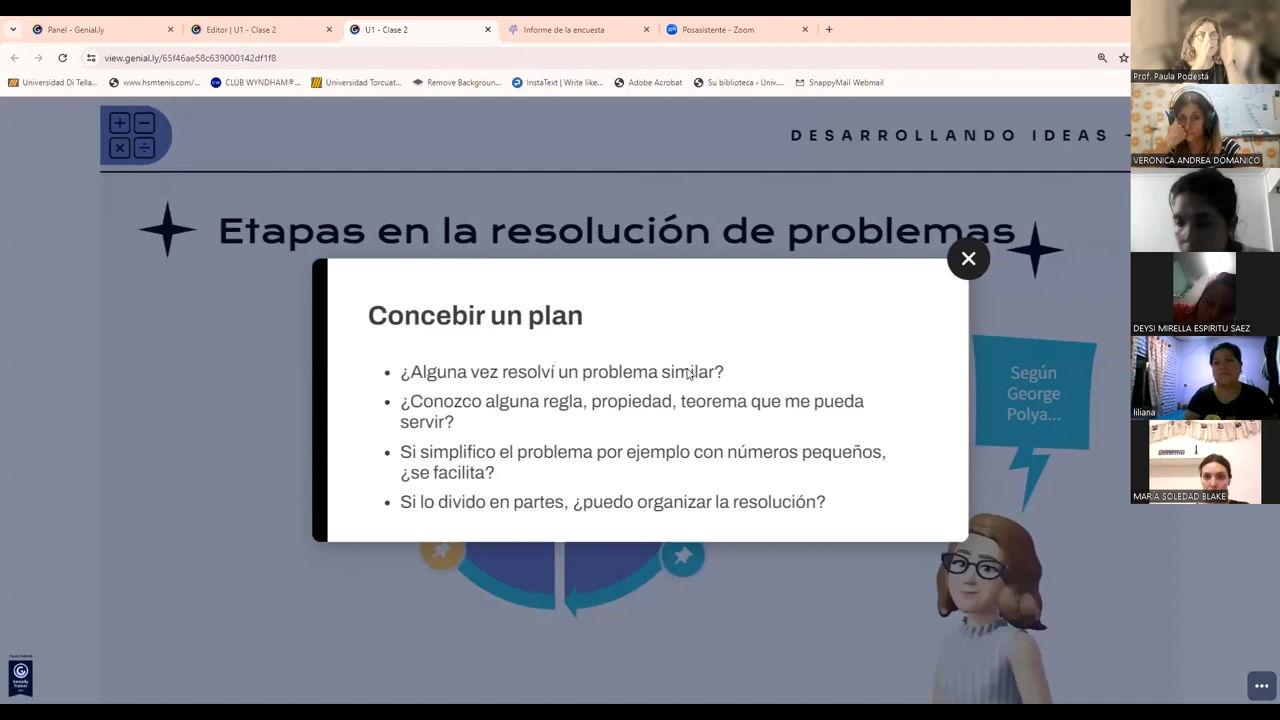 Panel - Genial.ly
Editor | U1 - Clase 2
U1 - Clase 2
Informe de la encuesta
zm Posasistente - Zoom
view.genial.ly/65f46ae58c639000142df1f8
Universidad Di Tella...
www.hsmtenis.com/...
CLUB WYNDHAM®...
Universidad Torcuat...
Remove Backgroun...
InstaText | Write like...
Adobe Acrobat
Su biblioteca › Univ....
SnappyMail Webmail
DESARROLLANDO IDEAS
Etapas en la resolución de problemas
Concebir un plan
• ¿Alguna vez resolví un problema similar?
• ¿Conozco alguna regla, propiedad, teorema que me pueda
servir?
• Si simplifico el problema por ejemplo con números pequeños,
¿se facilita?
• Si lo divido en partes, ¿puedo organizar la resolución?
Según
George
Polya...
Prof. Paula Podestá
VERONICA ANDREA DOMANICO
DEYSI MIRELLA ESPIRITU SAEZ
liliana
MARÍA SOLEDAD BLAKE
Genially
Trainer